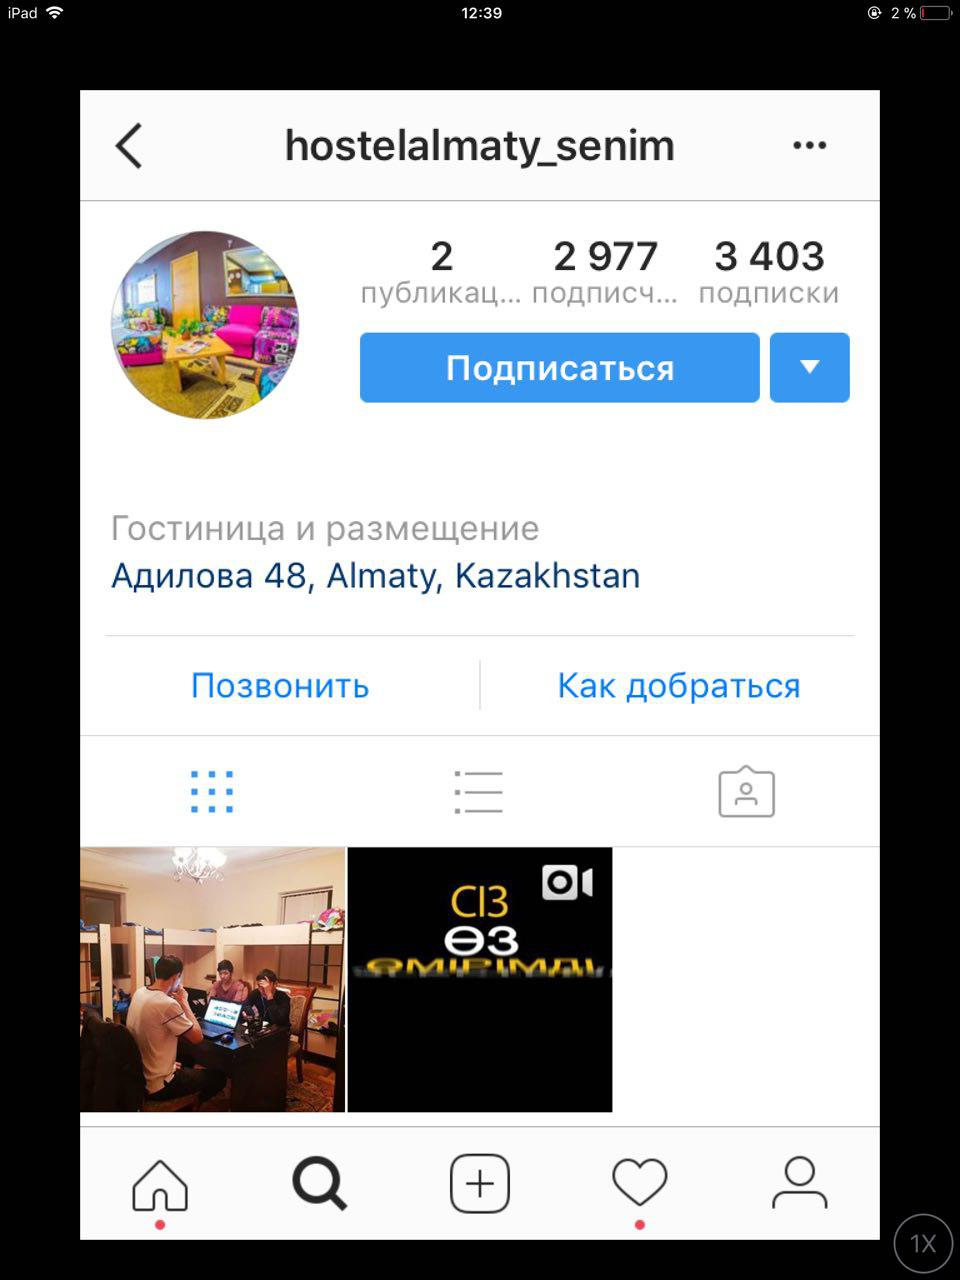 iPad 12:39 2 %
hostelalmaty_senim
2 2 977 3 403
публикац... подписч... подписки
Подписаться
Гостиница и размещение
Адилова 48, Almaty, Kazakhstan
Позвонить Как добраться
СІЗ
ӨЗ
1X